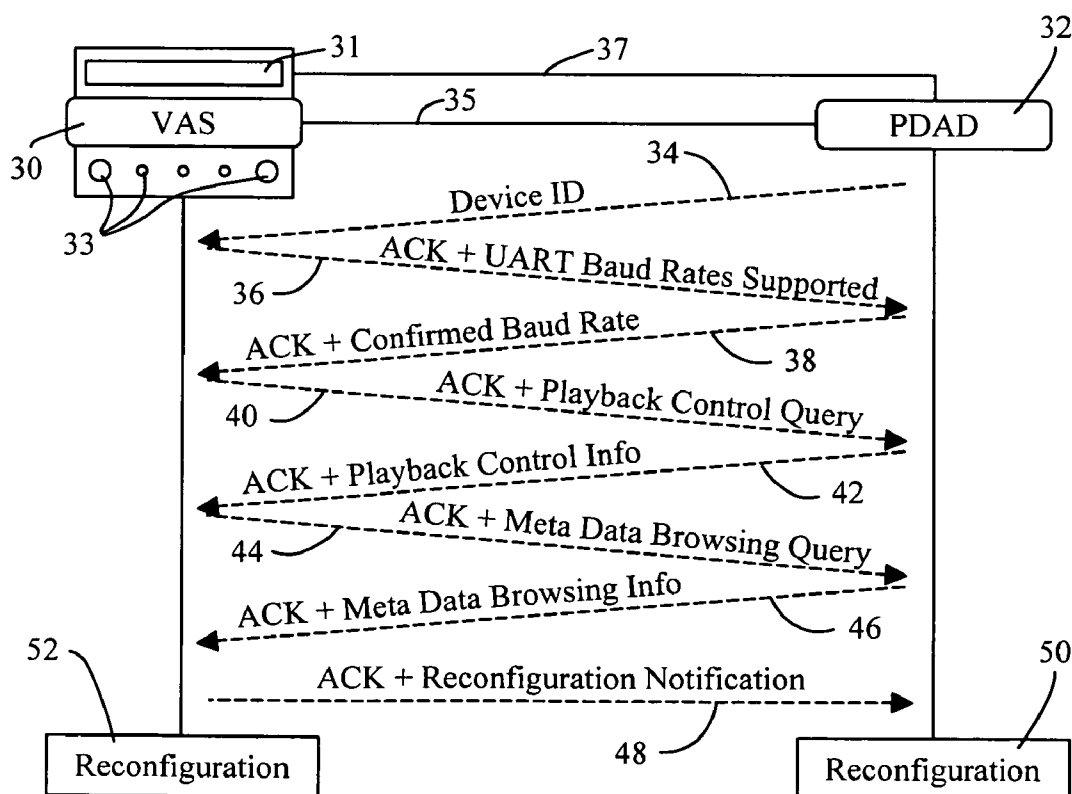 31
37
32
35
VAS
PDAD
30
34
Device ID
33
ACK + UART Baud Rates Supported
36
ACK + Confirmed Baud Rate
38
ACK + Playback Control Query
40
ACK + Playback Control Info
42
ACK + Meta Data Browsing Query
44
ACK + Meta Data Browsing Info
46
52
50
ACK + Reconfiguration Notification
48
Reconfiguration
Reconfiguration